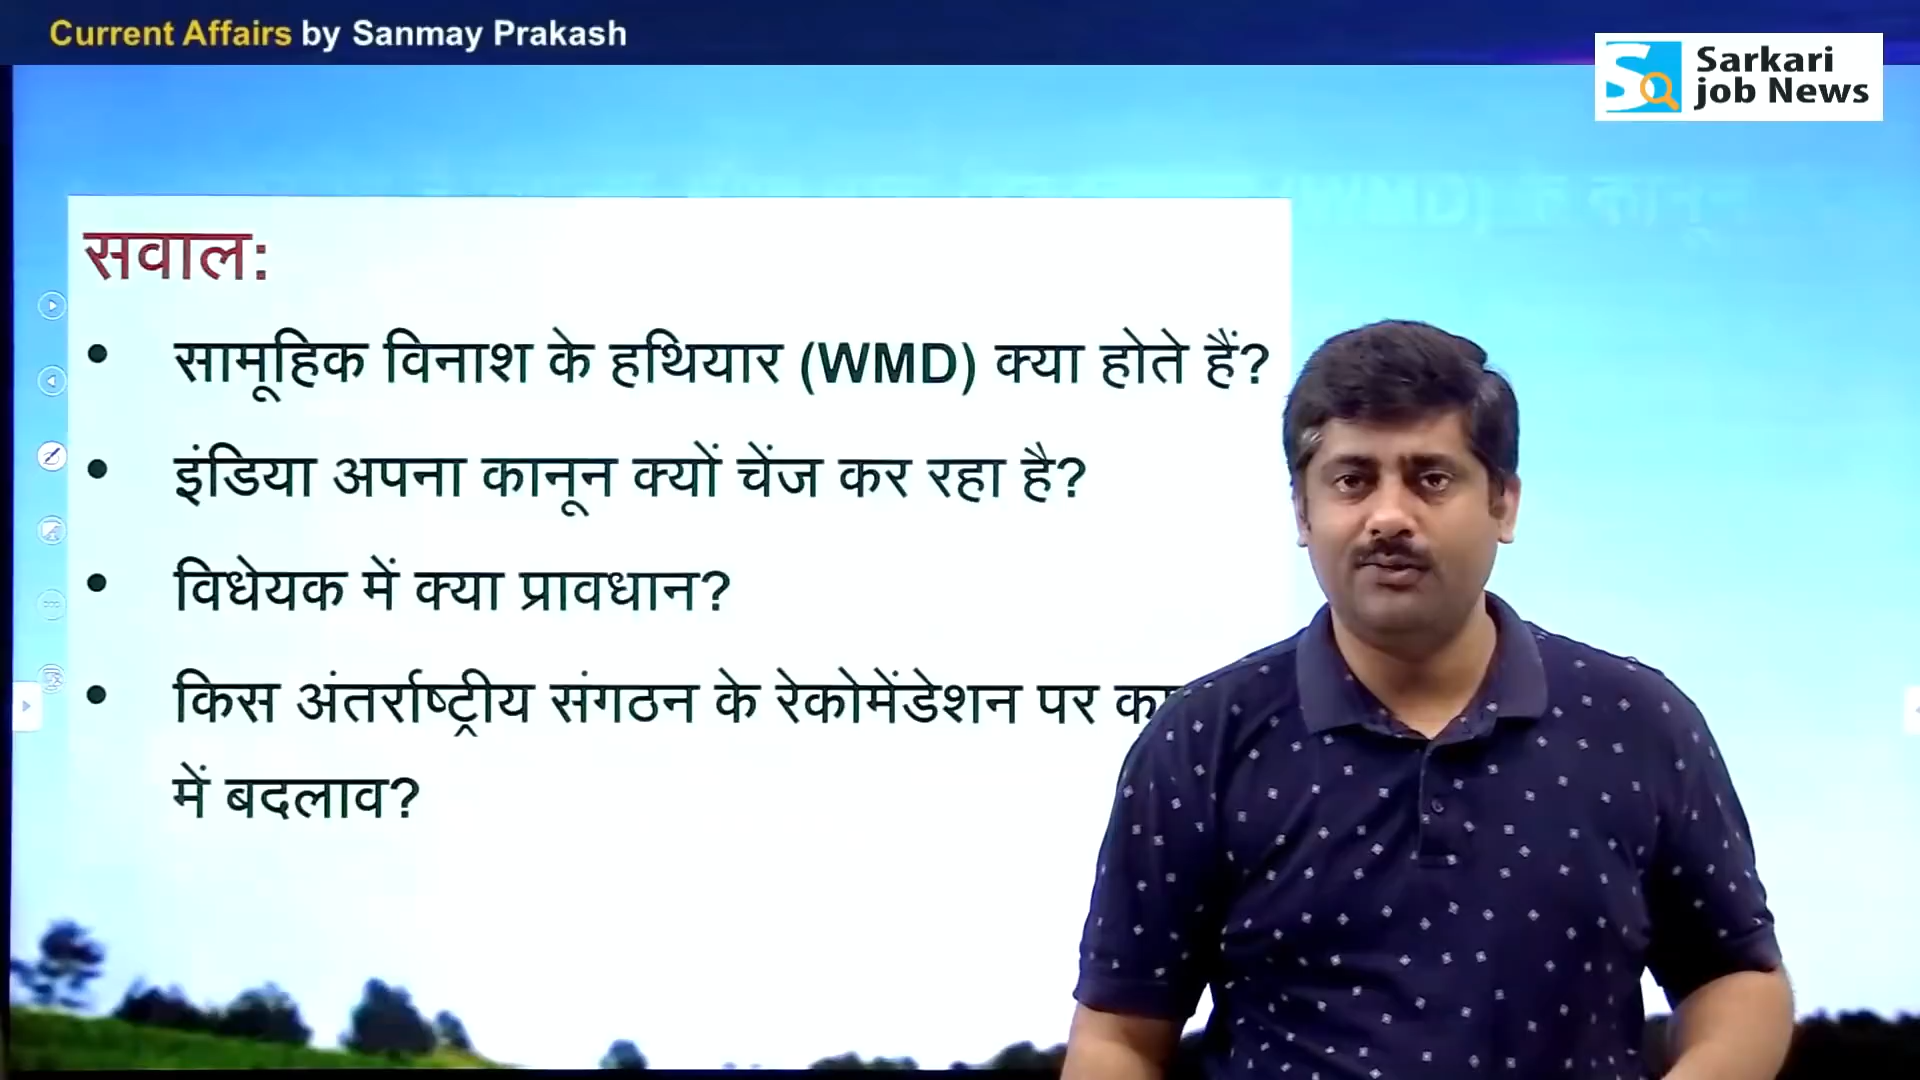 Current Affairs by Sanmay Prakash
Sarkari
job News
(WMD) के कानून
सवाल:
• सामूहिक विनाश के हथियार (WMD) क्या होते हैं?
• इंडिया अपना कानून क्यों चेंज कर रहा है?
• विधेयक में क्या प्रावधान?
• किस अंतर्राष्ट्रीय संगठन के रेकोमेंडेशन पर
में बदलाव?